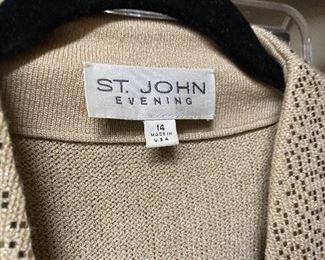 ST. JOHN
EVENING
14
MADE IN
U.S.A